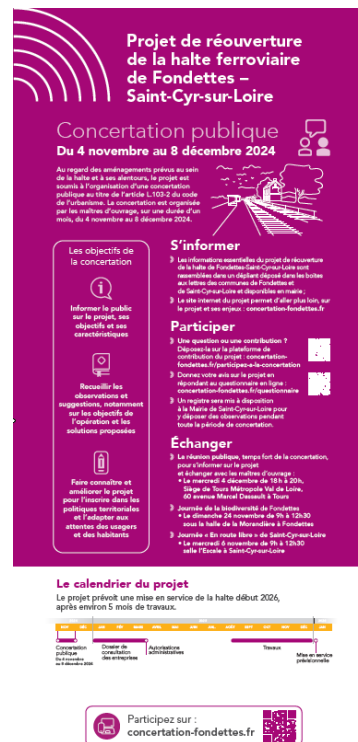 Projet de réouverture
de la halte ferroviaire
de Fondettes –
Saint-Cyr-sur-Loire
Concertation publique
Du 4 novembre au 8 décembre 2024
Au regard des aménagements prévus au sein
de la halte et à ses alentours, le projet est
soumis à l'organisation d'une concertation
publique au titre de l'article L.103-2 du code
de l'urbanisme. La concertation est organisée
par les maîtres d'ouvrage, sur une durée d'un
mois, du 4 novembre au 8 décembre 2024.
Les objectifs de
la concertation
Informer le public
sur le projet, ses
objectifs et ses
caractéristiques
Recueillir les
observations et
suggestions, notamment
sur les objectifs de
l'opération et les
solutions proposées
Faire connaître et
améliorer le projet
pour l'inscrire dans les
politiques territoriales
et l'adapter aux
attentes des usagers
et des habitants
S'informer
Les informations essentielles du projet de réouverture
de la halte de Fondettes-Saint-Cyr-sur-Loire sont
rassemblées dans un dépliant déposé dans les boîtes
aux lettres des communes de Fondettes et
de Saint-Cyr-sur-Loire et disponibles en mairie ;
Le site internet du projet permet d'aller plus loin, sur
le projet et ses enjeux : concertation-fondettes.fr
Participer
Une question ou une contribution ?
Déposez-la sur la plateforme de
contribution du projet : concertation-
fondettes.fr/participez-a-la-concertation
Donnez votre avis sur le projet en
répondant au questionnaire en ligne :
concertation-fondettes.fr/questionnaire
Un registre sera mis à disposition
à la Mairie de Saint-Cyr-sur-Loire pour
y déposer des observations pendant
toute la période de concertation.
Échanger
La réunion publique, temps fort de la concertation,
pour s'informer sur le projet
et échanger avec les maîtres d'ouvrage :
• Le mercredi 4 décembre de 18h à 20h,
Siège de Tours Métropole Val de Loire,
60 avenue Marcel Dassault à Tours
Journée de la biodiversité de Fondettes
• Le dimanche 24 novembre de 9h à 12h30
sous la halle de la Morandière à Fondettes
Journée « En route libre » de Saint-Cyr-sur-Loire
• Le mercredi 6 novembre de 9h à 12h30
salle l'Escale à Saint-Cyr-sur-Loire
Le calendrier du projet
Le projet prévoit une mise en service de la halte début 2026,
après environ 5 mois de travaux.
Concertation
publique
Du 4 novembre
Dossier de
consultation
des entreprises
Autorisations
administratives
Travaux
Mise en service
prévisionnelle
Participez sur :
concertation-fondettes.fr